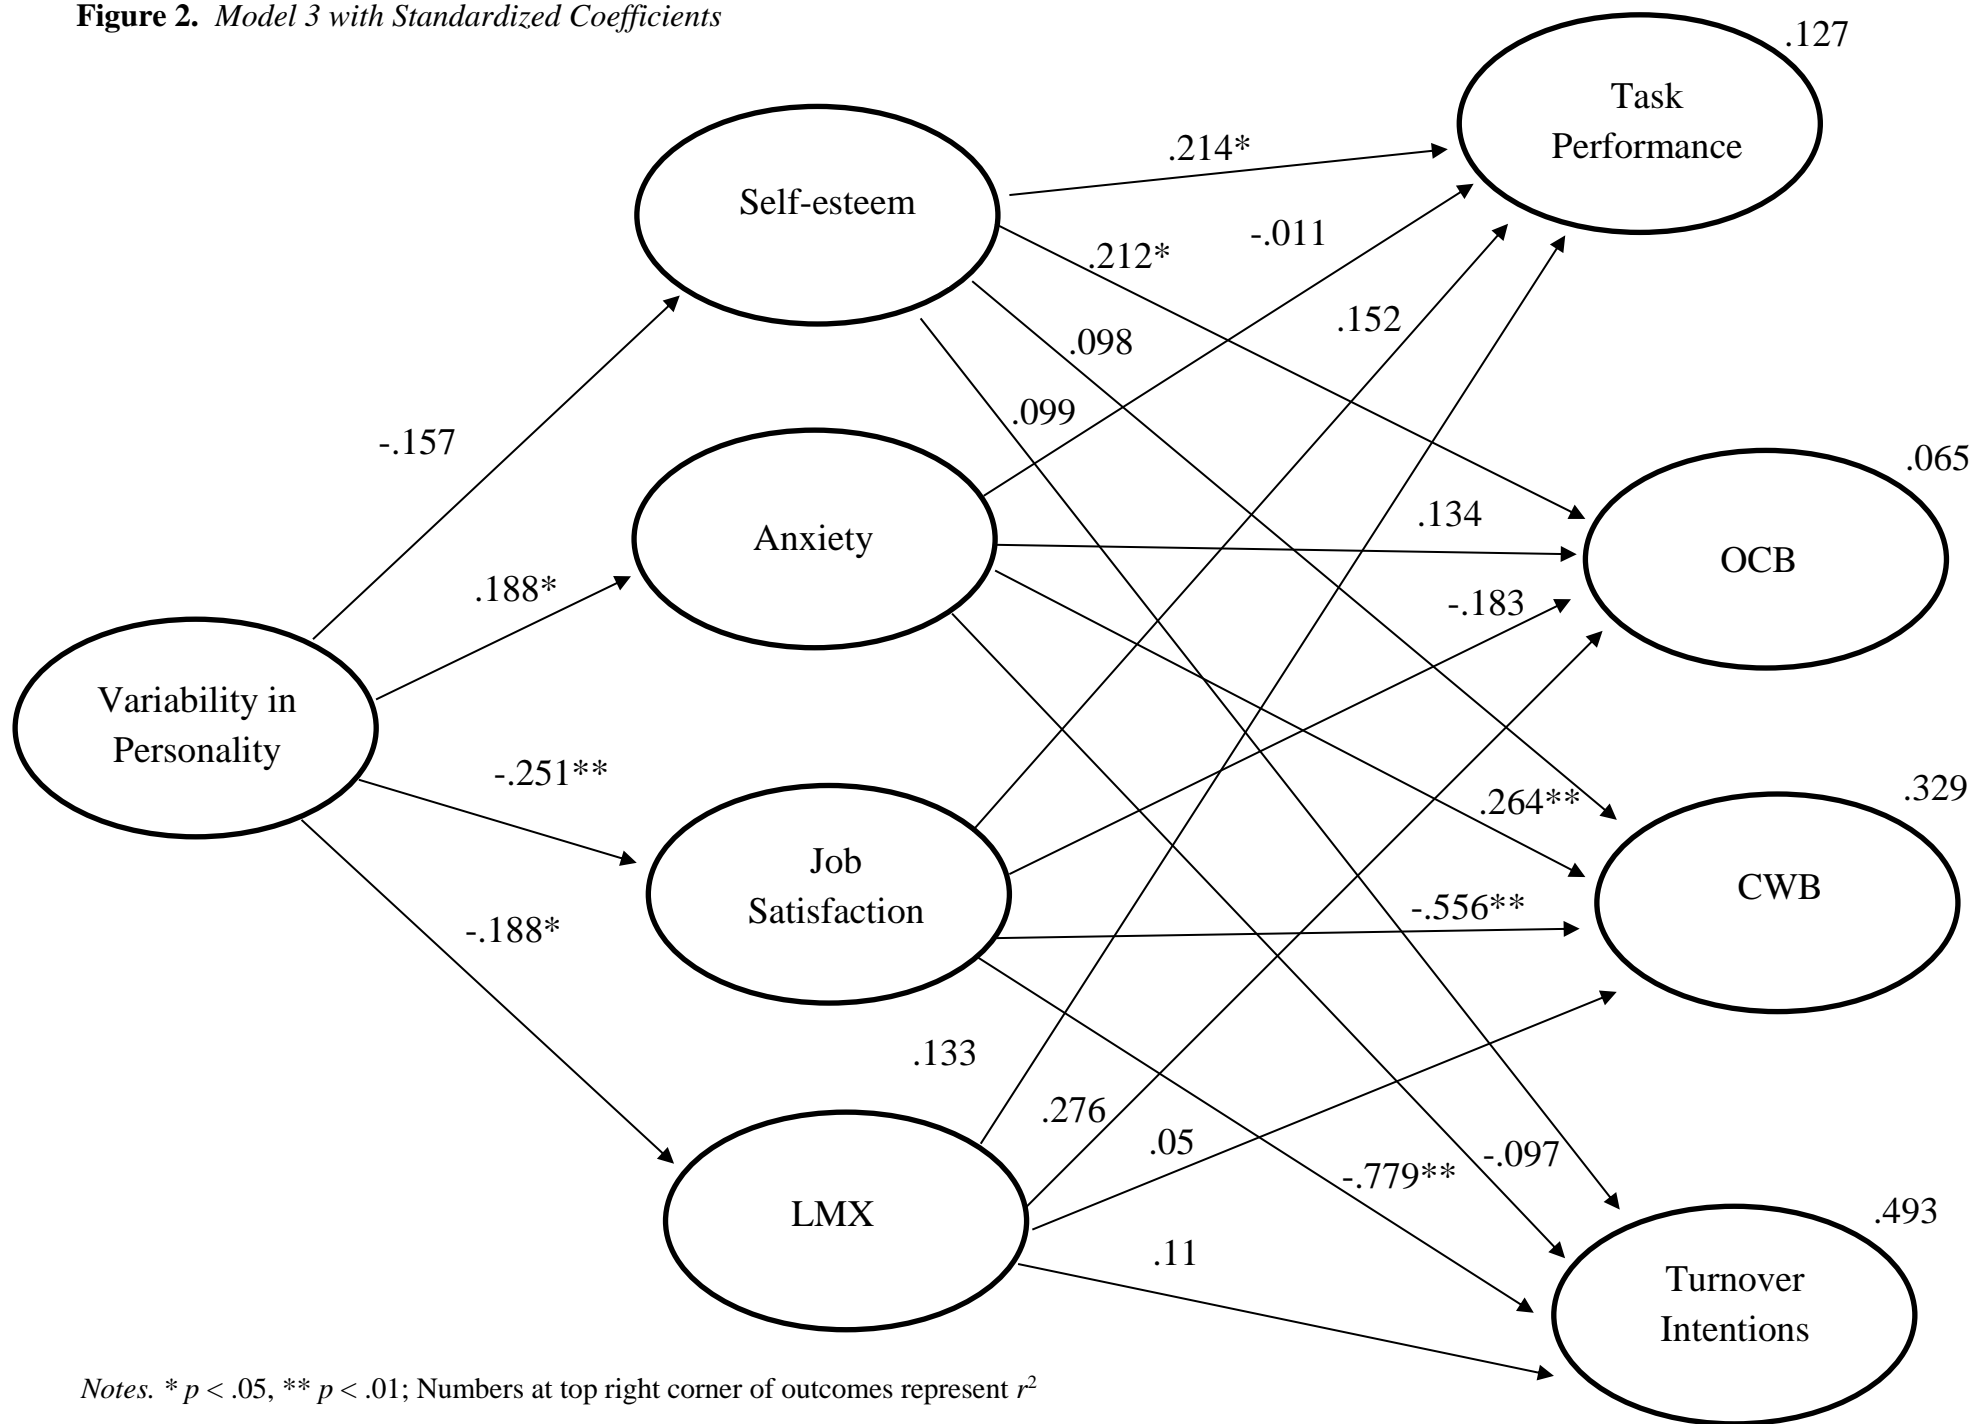 Figure 2. Model 3 with Standardized Coefficients
.127
Task
Performance
.214*
Self-esteem
-.011
.212*
.152
.098
.099
-.157
.065
.134
Anxiety
OCB
.188*
-.183
Variability in
Personality
-.251**
.264**
.329
Job
Satisfaction
CWB
-.556**
-.188*
.133
.276
.05
-.779**
-.097
LMX
.493
.11
Turnover
Intentions
Notes. * p < .05, ** p < .01; Numbers at top right corner of outcomes represent r²